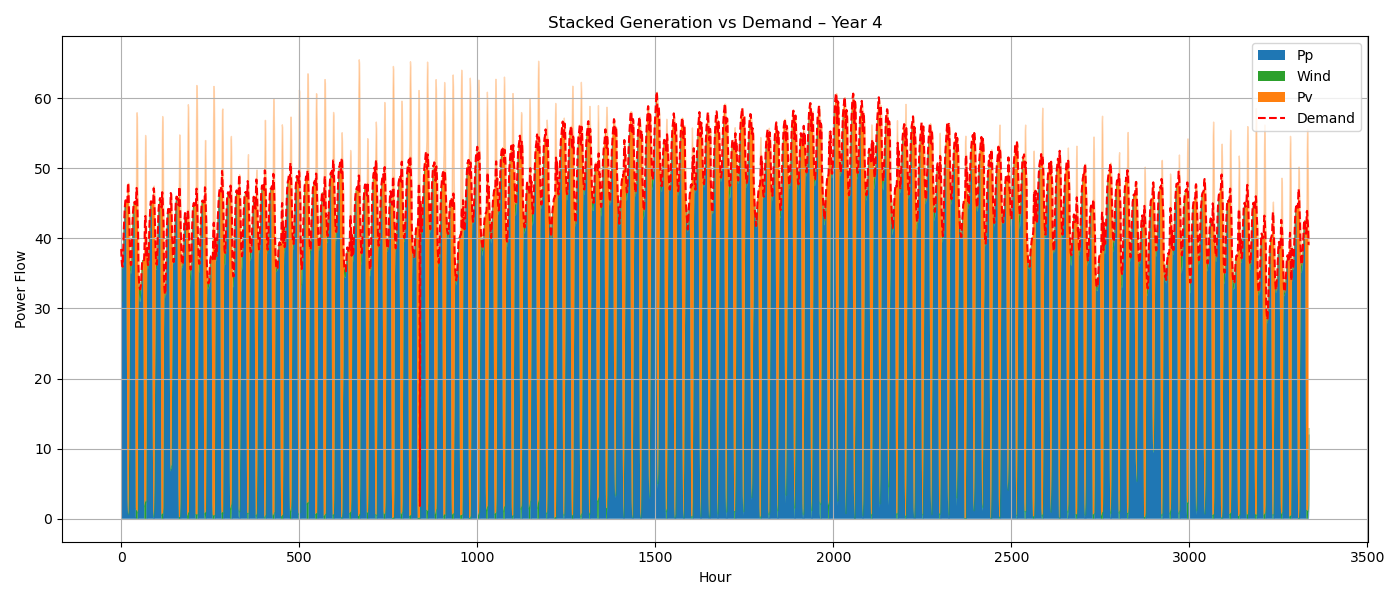 Stacked Generation vs Demand – Year 4
Pp
Wind
Pv
Demand
Power Flow
60
50
40
30
20
10
0
0 500 1000 1500 2000 2500 3000 3500
Hour